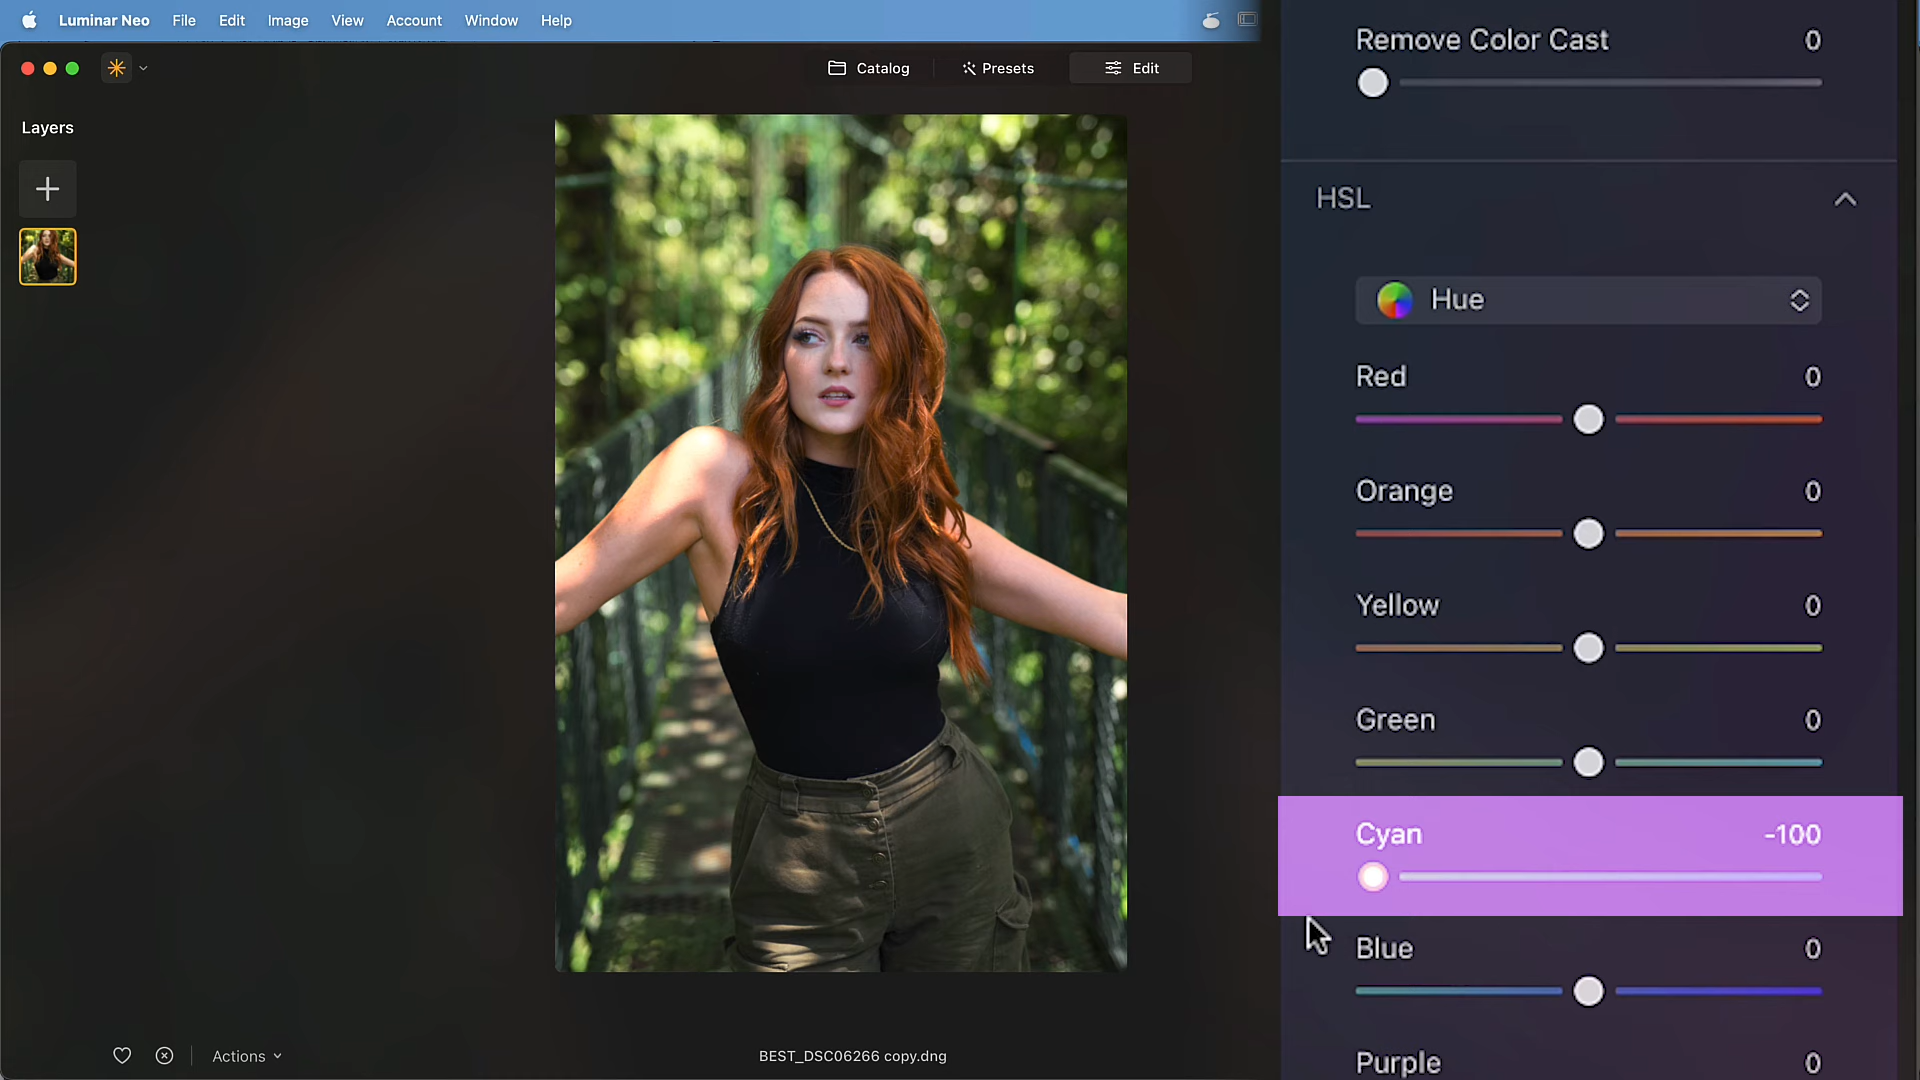 Luminar Neo File Edit Image View Account Window Help
Catalog Presets Edit
Layers
Actions
BEST_DSC06266 copy.dng
Remove Color Cast 0
HSL
Hue
Red 0
Orange 0
Yellow 0
Green 0
Cyan -100
Blue 0
Purple 0